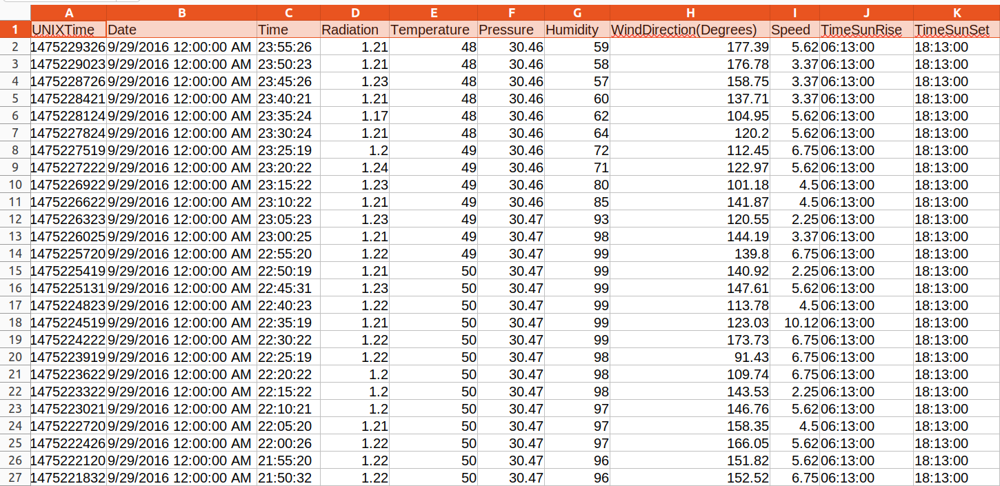 A B C D E F G H I J K
1 UNIXTime Date Time Radiation Temperature Pressure Humidity WindDirection(Degrees) Speed TimeSunRise TimeSunSet
2 1475229326 9/29/2016 12:00:00 AM 23:55:26 1.21 48 30.46 59 177.39 5.62 06:13:00 18:13:00
3 1475229023 9/29/2016 12:00:00 AM 23:50:23 1.21 48 30.46 58 176.78 3.37 06:13:00 18:13:00
4 1475228726 9/29/2016 12:00:00 AM 23:45:26 1.23 48 30.46 57 158.75 3.37 06:13:00 18:13:00
5 1475228421 9/29/2016 12:00:00 AM 23:40:21 1.21 48 30.46 60 137.71 3.37 06:13:00 18:13:00
6 1475228124 9/29/2016 12:00:00 AM 23:35:24 1.17 48 30.46 62 104.95 5.62 06:13:00 18:13:00
7 1475227824 9/29/2016 12:00:00 AM 23:30:24 1.21 48 30.46 64 120.2 5.62 06:13:00 18:13:00
8 1475227519 9/29/2016 12:00:00 AM 23:25:19 1.2 49 30.46 72 112.45 6.75 06:13:00 18:13:00
9 1475227222 9/29/2016 12:00:00 AM 23:20:22 1.24 49 30.46 71 122.97 5.62 06:13:00 18:13:00
10 1475226922 9/29/2016 12:00:00 AM 23:15:22 1.23 49 30.46 80 101.18 4.5 06:13:00 18:13:00
11 1475226622 9/29/2016 12:00:00 AM 23:10:22 1.21 49 30.46 85 141.87 4.5 06:13:00 18:13:00
12 1475226323 9/29/2016 12:00:00 AM 23:05:23 1.23 49 30.47 93 120.55 2.25 06:13:00 18:13:00
13 1475226025 9/29/2016 12:00:00 AM 23:00:25 1.21 49 30.47 98 144.19 3.37 06:13:00 18:13:00
14 1475225720 9/29/2016 12:00:00 AM 22:55:20 1.22 49 30.47 99 139.8 6.75 06:13:00 18:13:00
15 1475225419 9/29/2016 12:00:00 AM 22:50:19 1.21 50 30.47 99 140.92 2.25 06:13:00 18:13:00
16 1475225131 9/29/2016 12:00:00 AM 22:45:31 1.23 50 30.47 99 147.61 5.62 06:13:00 18:13:00
17 1475224823 9/29/2016 12:00:00 AM 22:40:23 1.22 50 30.47 99 113.78 4.5 06:13:00 18:13:00
18 1475224519 9/29/2016 12:00:00 AM 22:35:19 1.21 50 30.47 99 123.03 10.12 06:13:00 18:13:00
19 1475224222 9/29/2016 12:00:00 AM 22:30:22 1.22 50 30.47 99 173.73 6.75 06:13:00 18:13:00
20 1475223919 9/29/2016 12:00:00 AM 22:25:19 1.22 50 30.47 98 91.43 6.75 06:13:00 18:13:00
21 1475223622 9/29/2016 12:00:00 AM 22:20:22 1.2 50 30.47 98 109.74 6.75 06:13:00 18:13:00
22 1475223322 9/29/2016 12:00:00 AM 22:15:22 1.2 50 30.47 98 143.53 2.25 06:13:00 18:13:00
23 1475223021 9/29/2016 12:00:00 AM 22:10:21 1.2 50 30.47 97 146.76 5.62 06:13:00 18:13:00
24 1475222720 9/29/2016 12:00:00 AM 22:05:20 1.21 50 30.47 97 158.35 4.5 06:13:00 18:13:00
25 1475222426 9/29/2016 12:00:00 AM 22:00:26 1.22 50 30.47 97 166.05 5.62 06:13:00 18:13:00
26 1475222120 9/29/2016 12:00:00 AM 21:55:20 1.22 50 30.47 96 151.82 5.62 06:13:00 18:13:00
27 1475221832 9/29/2016 12:00:00 AM 21:50:32 1.22 50 30.47 96 152.52 6.75 06:13:00 18:13:00